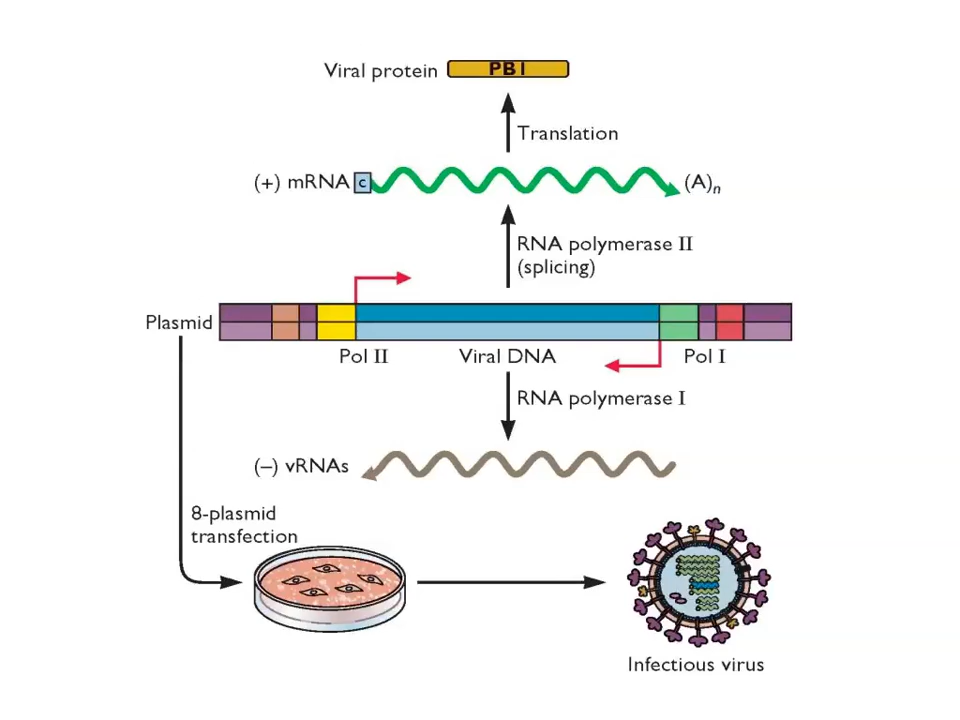 Viral protein PB1
Translation
(+) mRNA c (A)n
RNA polymerase II
(splicing)
Plasmid
Pol II Viral DNA Pol I
RNA polymerase I
(–) vRNAs
8-plasmid
transfection
Infectious virus